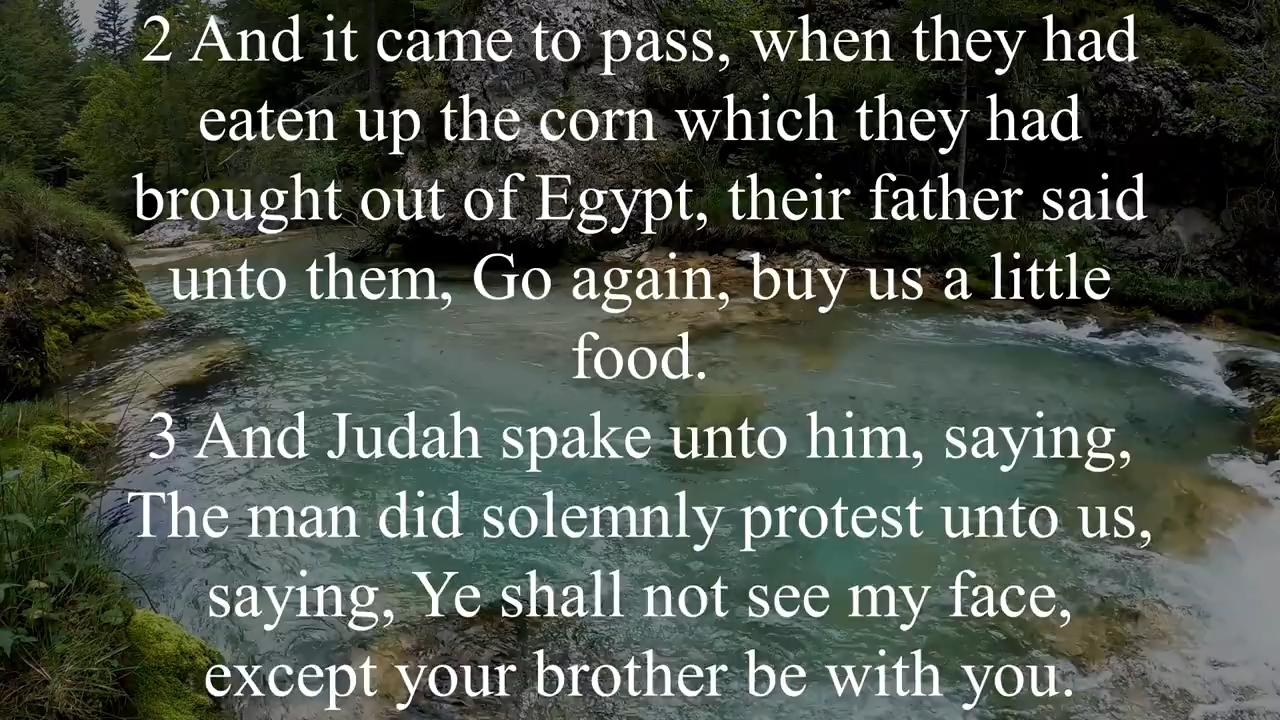 2 And it came to pass, when they had
eaten up the corn which they had
brought out of Egypt, their father said
unto them, Go again, buy us a little
food.
3 And Judah spake unto him, saying,
The man did solemnly protest unto us,
saying, Ye shall not see my face,
except your brother be with you.